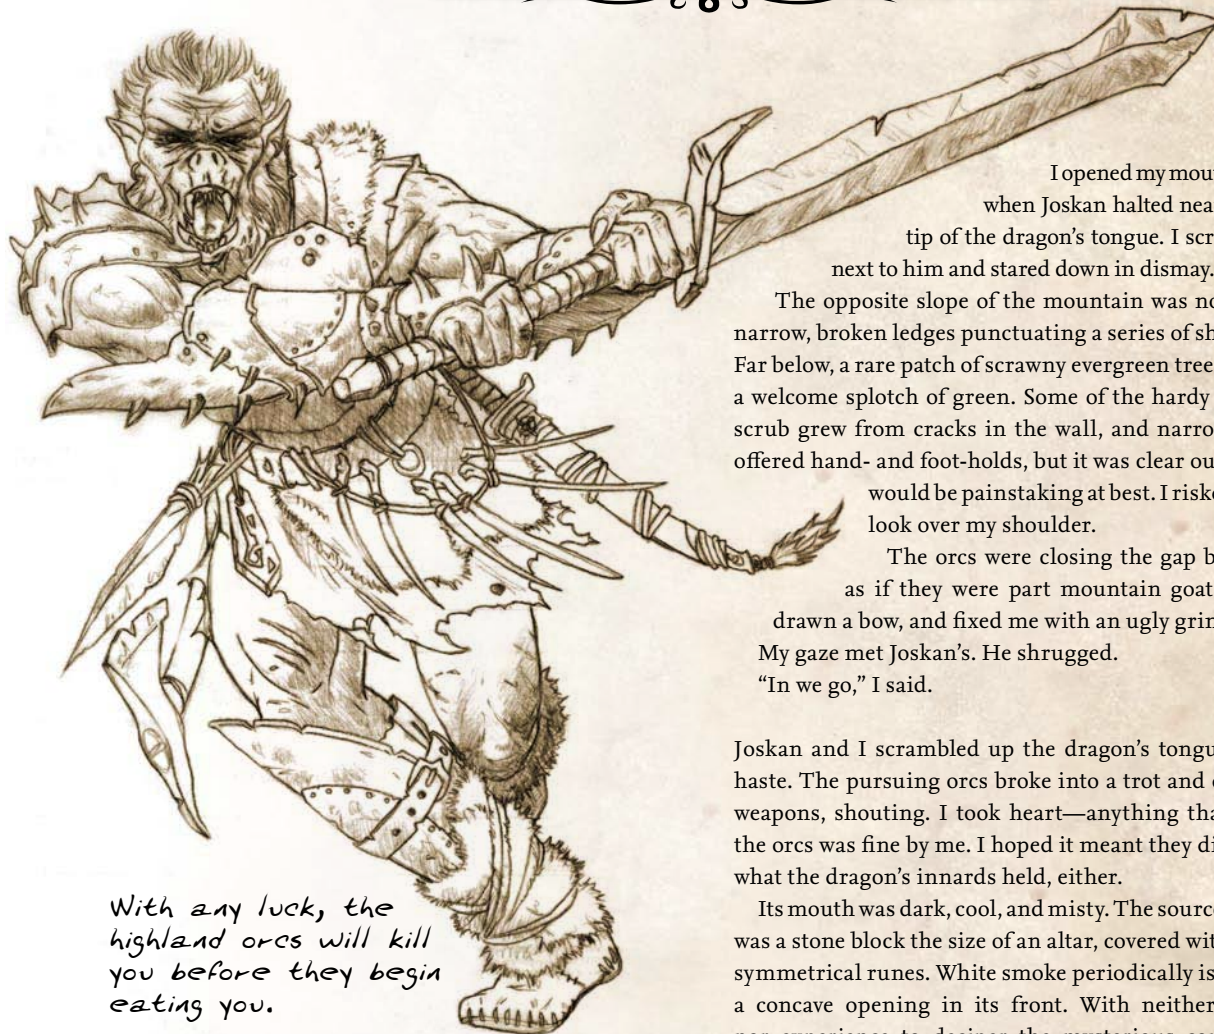 I opened my mou
when Joskan halted nea
tip of the dragon's tongue. I scr
next to him and stared down in dismay.
The opposite slope of the mountain was no
narrow, broken ledges punctuating a series of sh
Far below, a rare patch of scrawny evergreen tree
a welcome splotch of green. Some of the hardy
scrub grew from cracks in the wall, and narro
offered hand- and foot-holds, but it was clear ou
would be painstaking at best. I riske
look over my shoulder.
The orcs were closing the gap b
as if they were part mountain goat
drawn a bow, and fixed me with an ugly grin
My gaze met Joskan's. He shrugged.
"In we go," I said.
Joskan and I scrambled up the dragon's tongu
haste. The pursuing orcs broke into a trot and
weapons, shouting. I took heart—anything tha
the orcs was fine by me. I hoped it meant they di
what the dragon's innards held, either.
Its mouth was dark, cool, and misty. The sourc
was a stone block the size of an altar, covered wit
symmetrical runes. White smoke periodically is
a concave opening in its front. With neither
With any luck, the
highland orcs will kill
you before they begin
eating you.